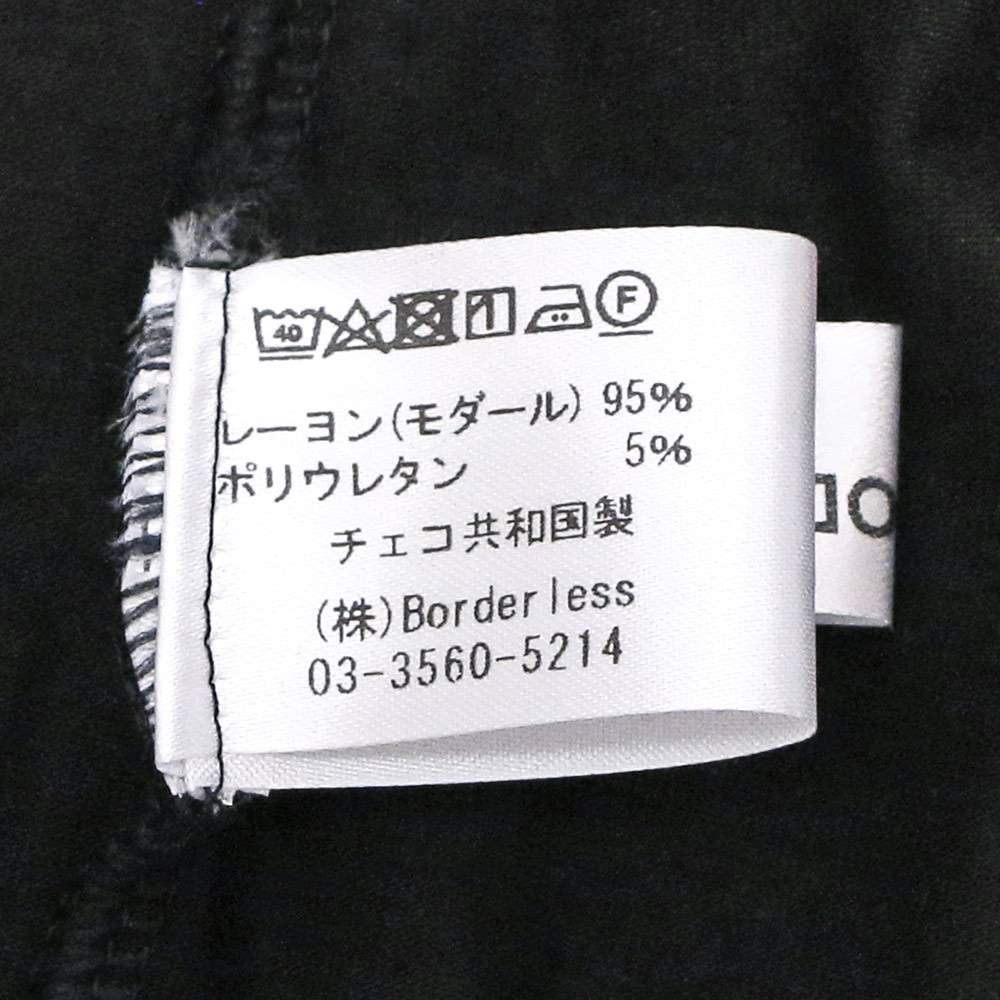 40 F
レーヨン(モダール) 95%
ポリウレタン 5%
チェコ共和国製
(株)Borderless
03-3560-5214